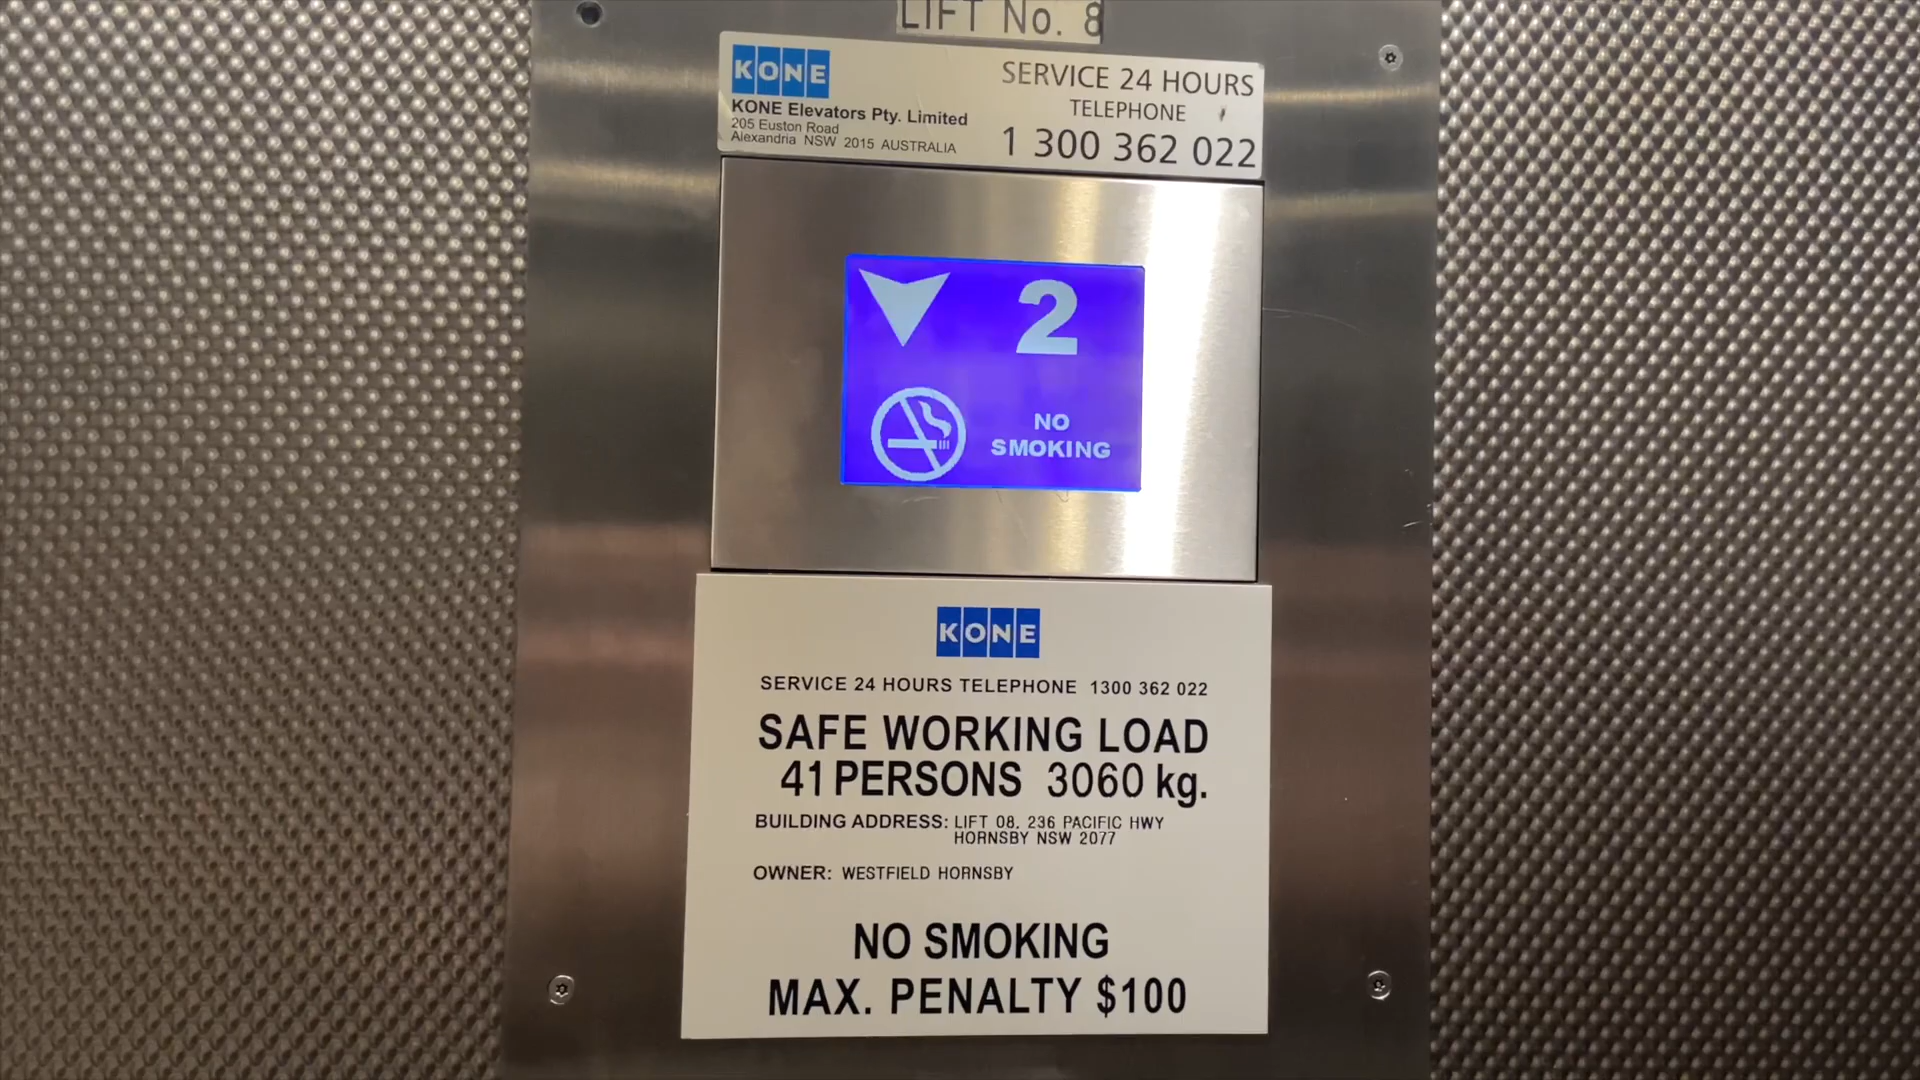 LIFT No. 8
KONE
KONE Elevators Pty. Limited
205 Euston Road
Alexandria NSW 2015 AUSTRALIA
SERVICE 24 HOURS
TELEPHONE
1 300 362 022
2
NO
SMOKING
KONE
SERVICE 24 HOURS TELEPHONE 1300 362 022
SAFE WORKING LOAD
41 PERSONS 3060 kg.
BUILDING ADDRESS: LIFT 08, 236 PACIFIC HWY
HORNSBY NSW 2077
OWNER: WESTFIELD HORNSBY
NO SMOKING
MAX. PENALTY $100